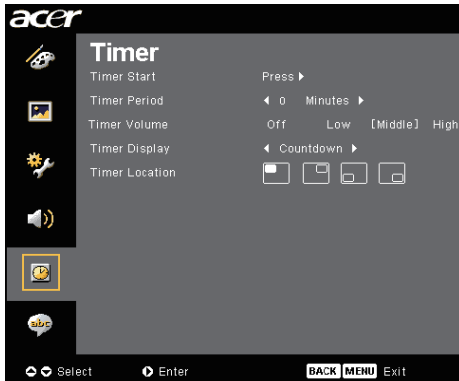 acer
Timer
Timer Start Press
Timer Period 0 Minutes
Timer Volume Off Low [Middle] High
Timer Display Countdown
Timer Location
abc
Select Enter BACK MENU Exit